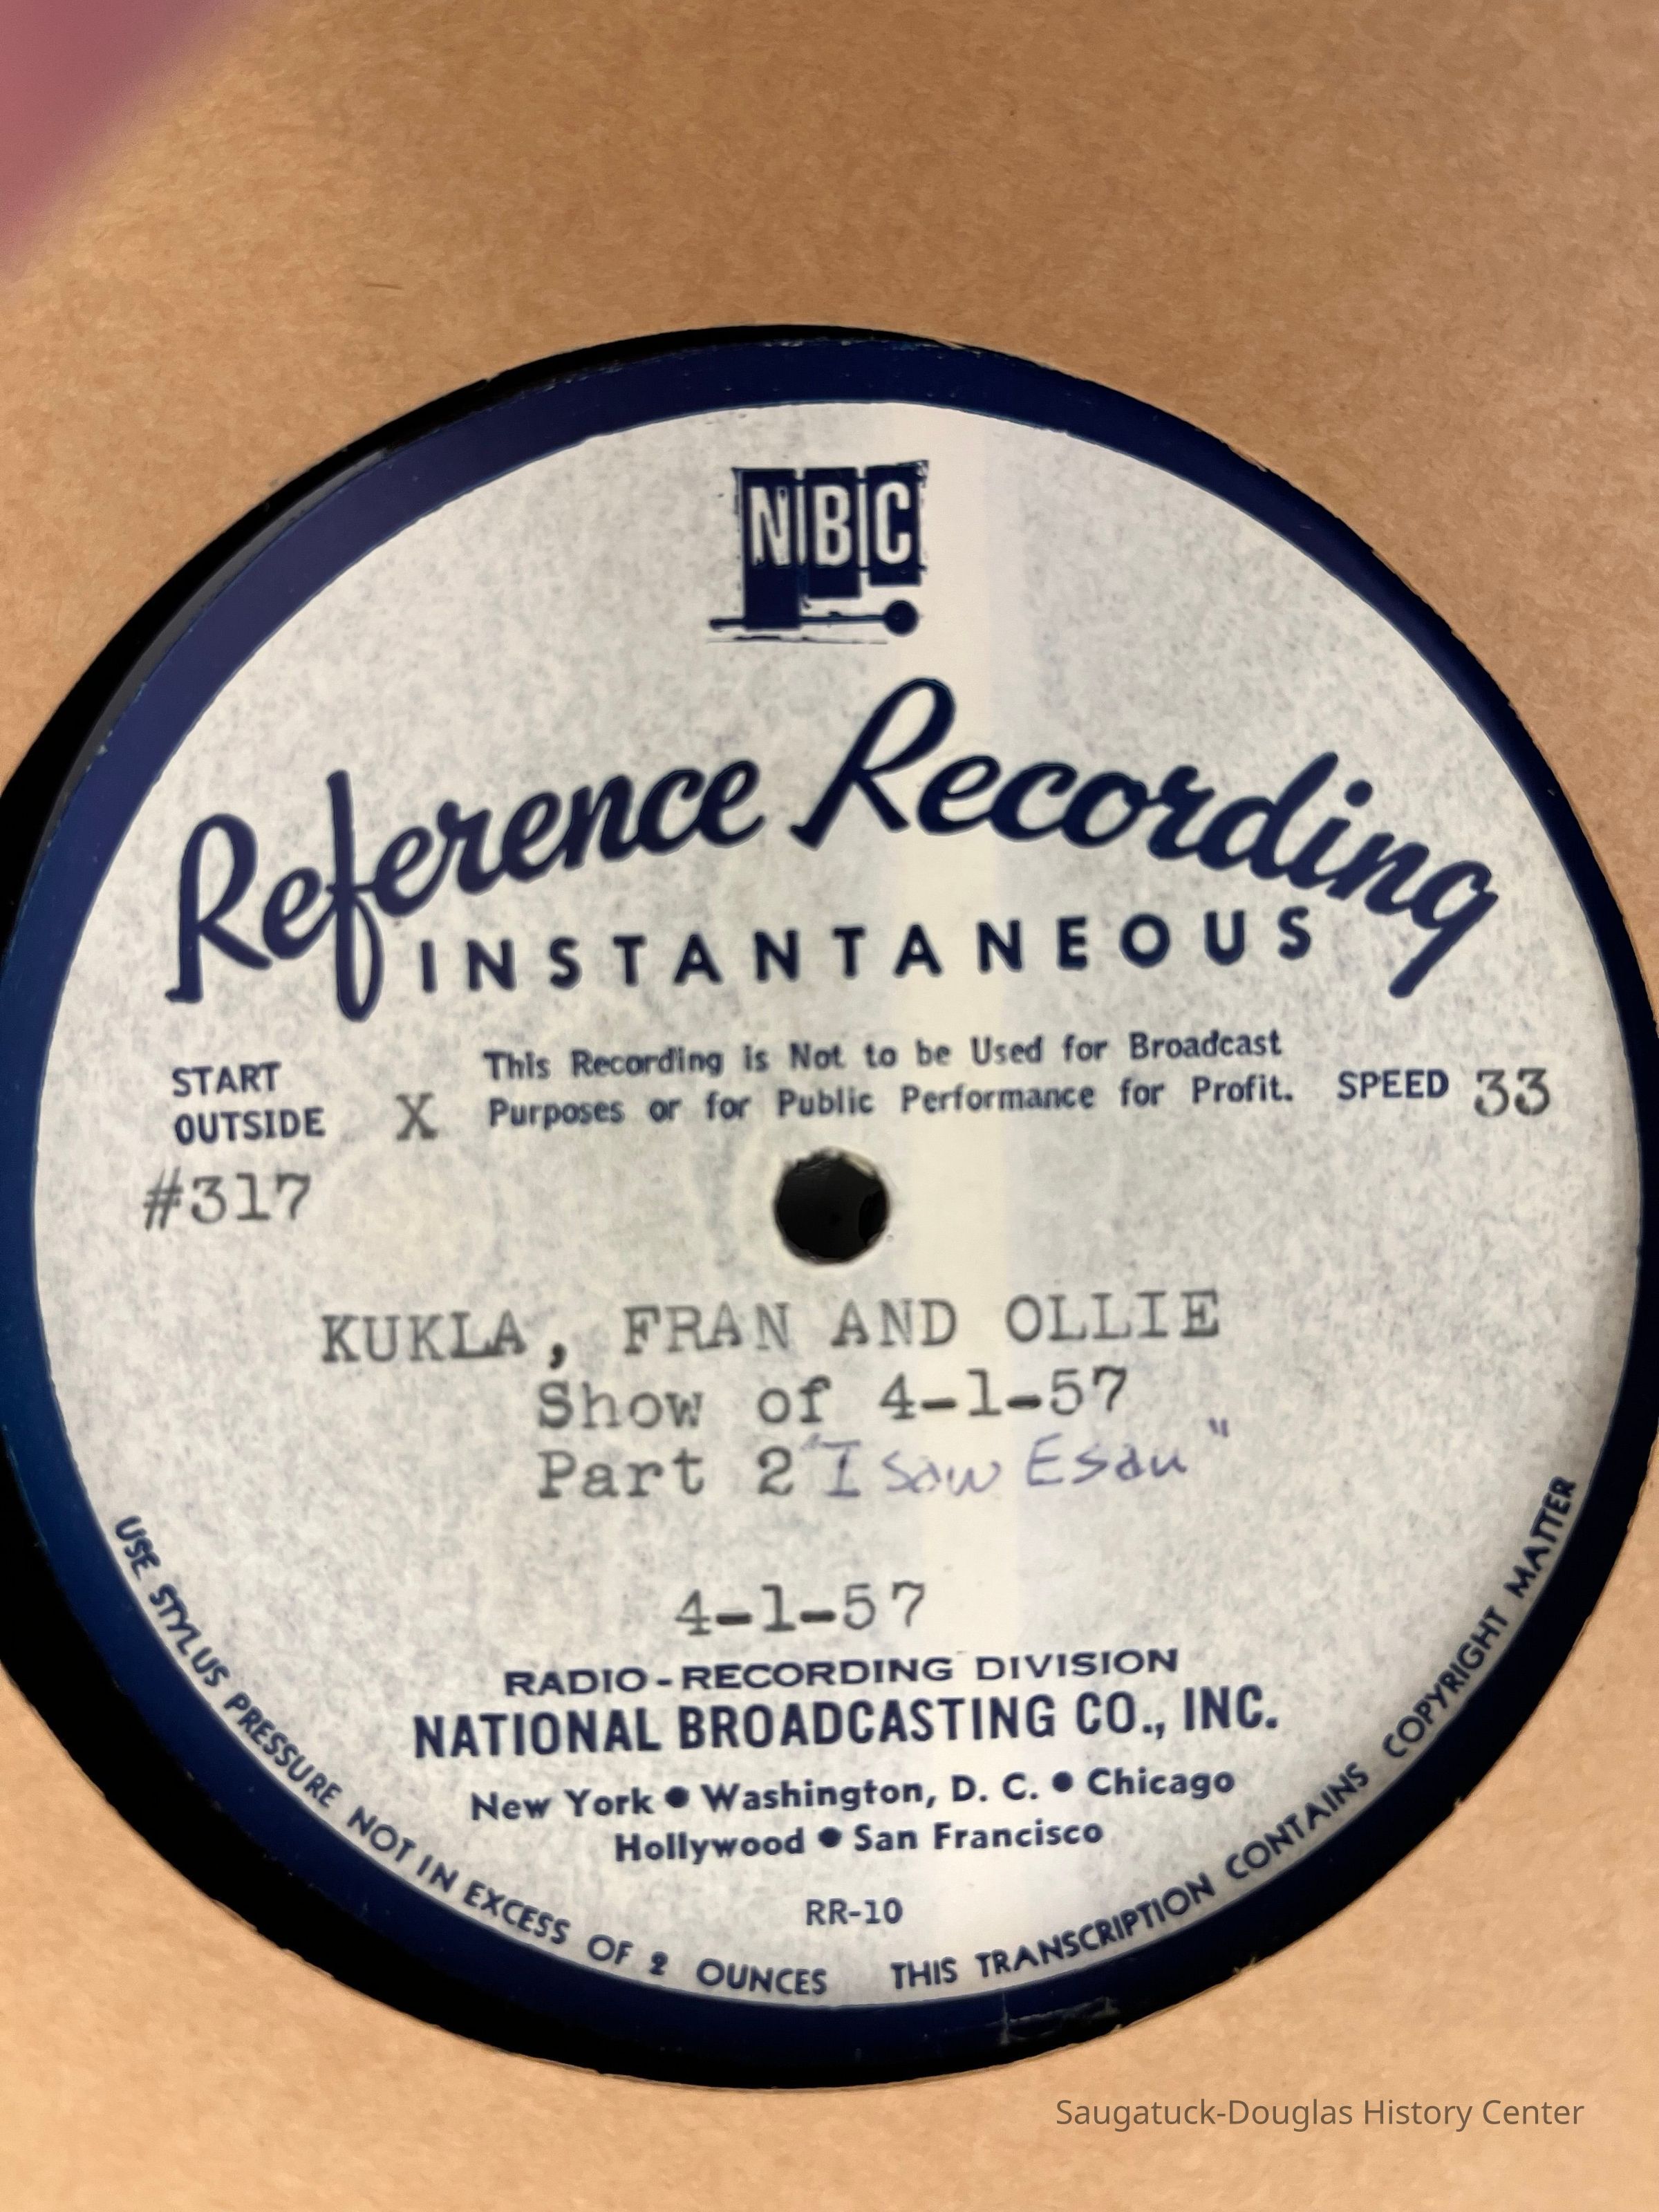 NBC
Reference Recording
INSTANTANEOUS
START
OUTSIDE X
This Recording is Not to be Used for Broadcast
Purposes or for Public Performance for Profit.
SPEED 33
#317
KUKLA, FRAN AND OLLIE
Show of 4-1-57
Part 2 "I saw Esau"
4-1-57
RADIO-RECORDING DIVISION
NATIONAL BROADCASTING CO., INC.
New York • Washington, D. C. • Chicago
Hollywood • San Francisco
RR-10
USE STYLUS PRESSURE NOT IN EXCESS OF 2 OUNCES
THIS TRANSCRIPTION CONTAINS COPYRIGHT MATTER
Saugatuck-Douglas History Center